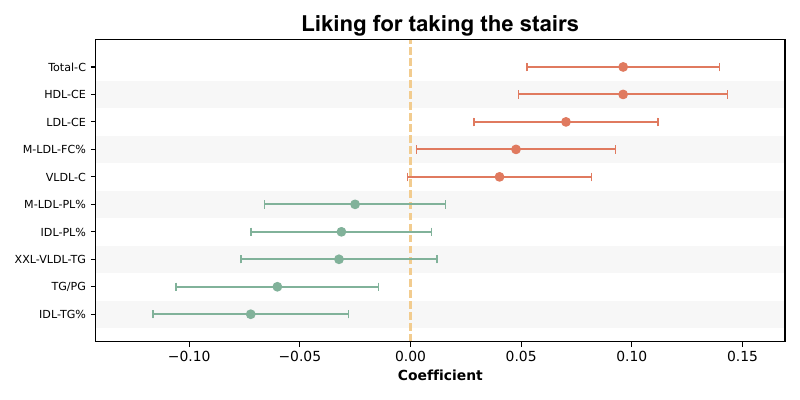 Liking for taking the stairs
Total-C
HDL-CE
LDL-CE
M-LDL-FC%
VLDL-C
M-LDL-PL%
IDL-PL%
XXL-VLDL-TG
TG/PG
IDL-TG%
−0.10 −0.05 0.00 0.05 0.10 0.15
Coefficient